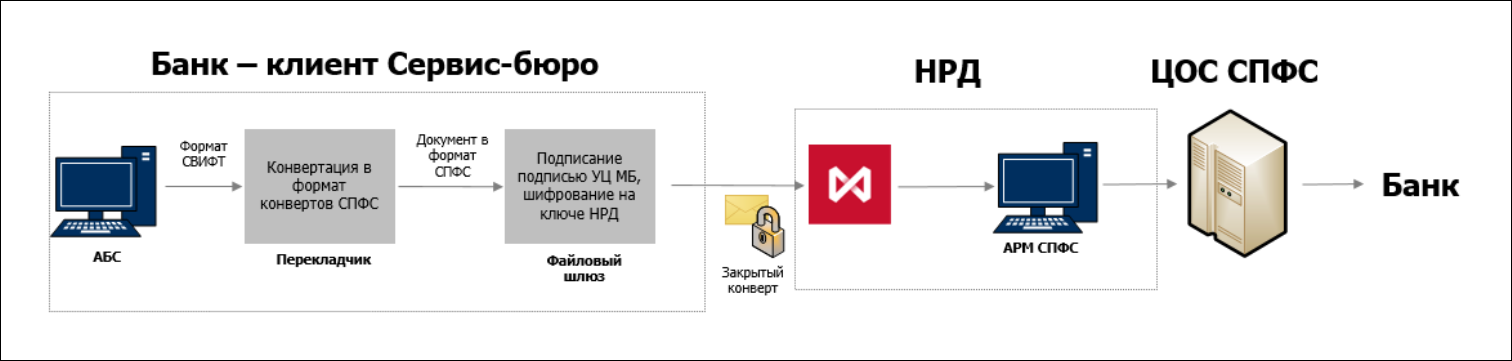 Банк – клиент Сервис-бюро
НРД
ЦОС СПФС
АБС
Формат
СВИФТ
Конвертация в
формат
конвертов СПФС
Перекладчик
Документ в
формат
СПФС
Подписание
подписью УЦ МБ,
шифрование на
ключе НРД
Файловый
шлюз
Закрытый
конверт
АРМ СПФС
Банк